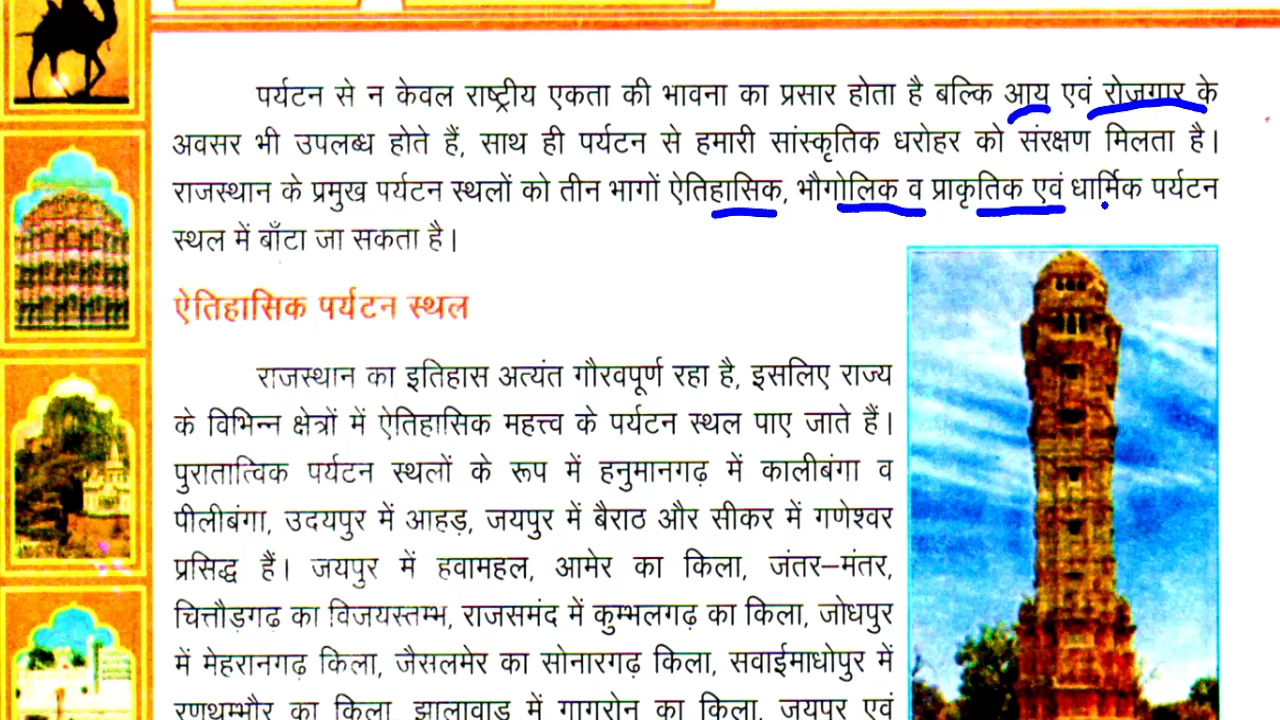 पर्यटन से न केवल राष्ट्रीय एकता की भावना का प्रसार होता है बल्कि आय एवं रोजगार के
अवसर भी उपलब्ध होते हैं, साथ ही पर्यटन से हमारी सांस्कृतिक धरोहर को संरक्षण मिलता है।
राजस्थान के प्रमुख पर्यटन स्थलों को तीन भागों ऐतिहासिक, भौगोलिक व प्राकृतिक एवं धार्मिक पर्यटन
स्थल में बाँटा जा सकता है।
ऐतिहासिक पर्यटन स्थल
राजस्थान का इतिहास अत्यंत गौरवपूर्ण रहा है, इसलिए राज्य
के विभिन्न क्षेत्रों में ऐतिहासिक महत्त्व के पर्यटन स्थल पाए जाते हैं।
पुरातात्विक पर्यटन स्थलों के रूप में हनुमानगढ़ में कालीबंगा व
पीलीबंगा, उदयपुर में आहड़, जयपुर में बैराठ और सीकर में गणेश्वर
प्रसिद्ध हैं। जयपुर में हवामहल, आमेर का किला, जंतर–मंतर,
चित्तौड़गढ़ का विजयस्तम्भ, राजसमंद में कुम्भलगढ़ का किला, जोधपुर
में मेहरानगढ़ किला, जैसलमेर का सोनारगढ़ किला, सवाईमाधोपुर में
रणथम्भौर का किला, झालावाड़ में गागरोन का किला, जयपुर एवं